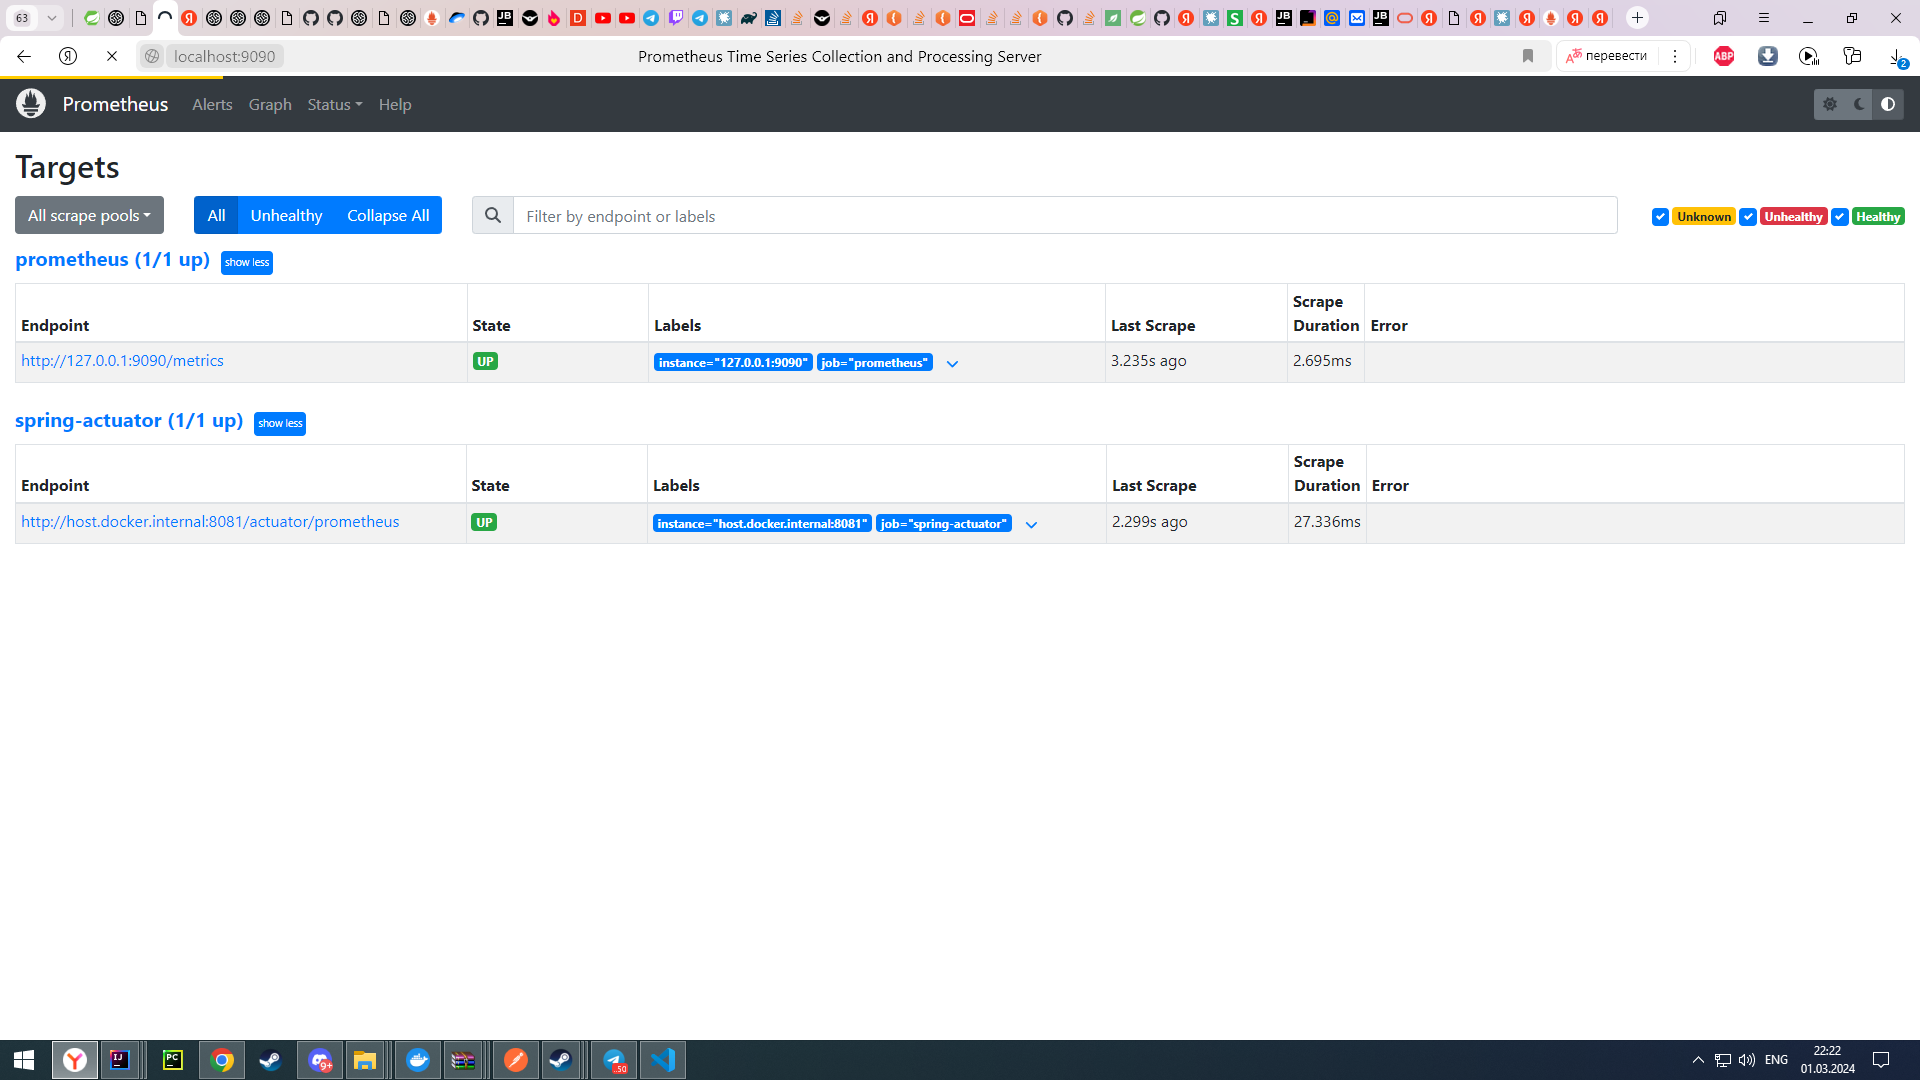 63
localhost:9090
Prometheus Time Series Collection and Processing Server
перевести
ABP
2
Prometheus
Alerts
Graph
Status
Help
Targets
All scrape pools
All
Unhealthy
Collapse All
Filter by endpoint or labels
Unknown
Unhealthy
Healthy
prometheus (1/1 up)
show less
Endpoint
State
Labels
Last Scrape
Scrape
Duration
Error
http://127.0.0.1:9090/metrics
UP
instance="127.0.0.1:9090"
job="prometheus"
3.235s ago
2.695ms
spring-actuator (1/1 up)
show less
Endpoint
State
Labels
Last Scrape
Scrape
Duration
Error
http://host.docker.internal:8081/actuator/prometheus
UP
instance="host.docker.internal:8081"
job="spring-actuator"
2.299s ago
27.336ms
ENG
22:22
01.03.2024